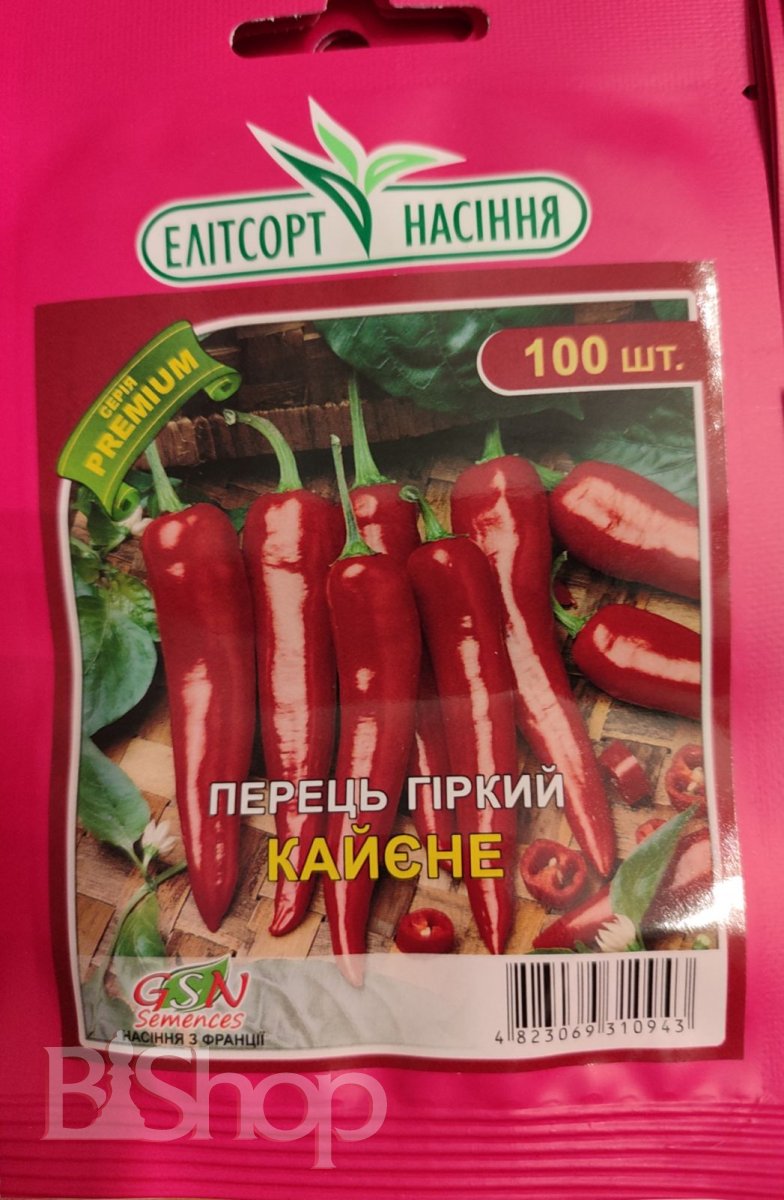 ЕЛІТСОРТ НАСІННЯ
СЕРІЯ
PREMIUM
100 шт.
ПЕРЕЦЬ ГІРКИЙ
КАЙЄНЕ
GSN
Semences
НАСІННЯ З ФРАНЦІЇ
4 823069 310943
BiShop